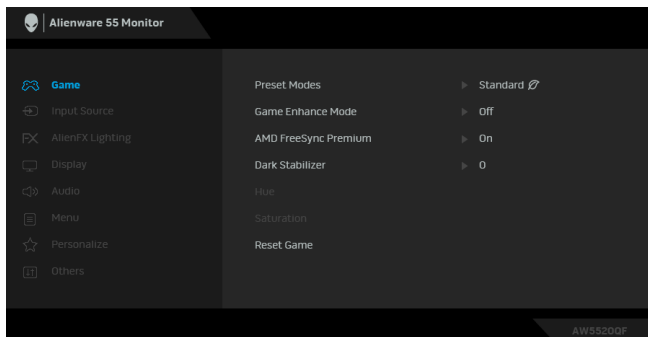 Alienware 55 Monitor
Game
Input Source
AlienFX Lighting
Display
Audio
Menu
Personalize
Others
Preset Modes Standard
Game Enhance Mode Off
AMD FreeSync Premium On
Dark Stabilizer 0
Hue
Saturation
Reset Game
AW5520QF